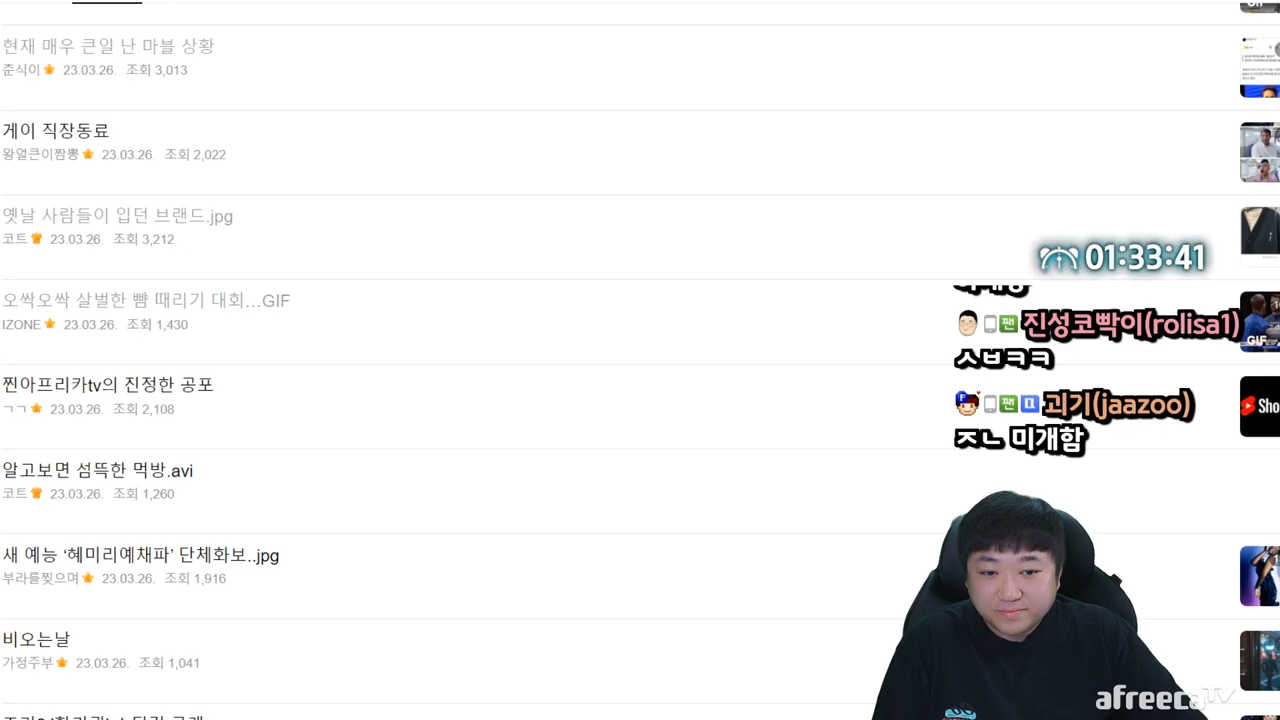 현재 매우 큰일 난 마블 상황
춘식이 23.03.26. 조회 3,013
게이 직장동료
왕얼큰이짬뽕 23.03.26. 조회 2,022
옛날 사람들이 입던 브랜드.jpg
코트 23.03.26. 조회 3,212
01:33:41
오싹오싹 살벌한 뺨 때리기 대회...GIF
IZONE 23.03.26. 조회 1,430
GIF
팬 진성코빡이(rolisa1)
ㅅㅂㅋㅋ
찐아프리카tv의 진정한 공포
ㄱㄱ 23.03.26. 조회 2,108
Sho
팬 괴기(jaazoo)
ㅈㄴ 미개함
알고보면 섬뜩한 먹방.avi
코트 23.03.26. 조회 1,260
새 예능 ‘혜미리예채파’ 단체화보..jpg
부라를찢으며 23.03.26. 조회 1,916
비오는날
가정주부 23.03.26. 조회 1,041
afreecaTV